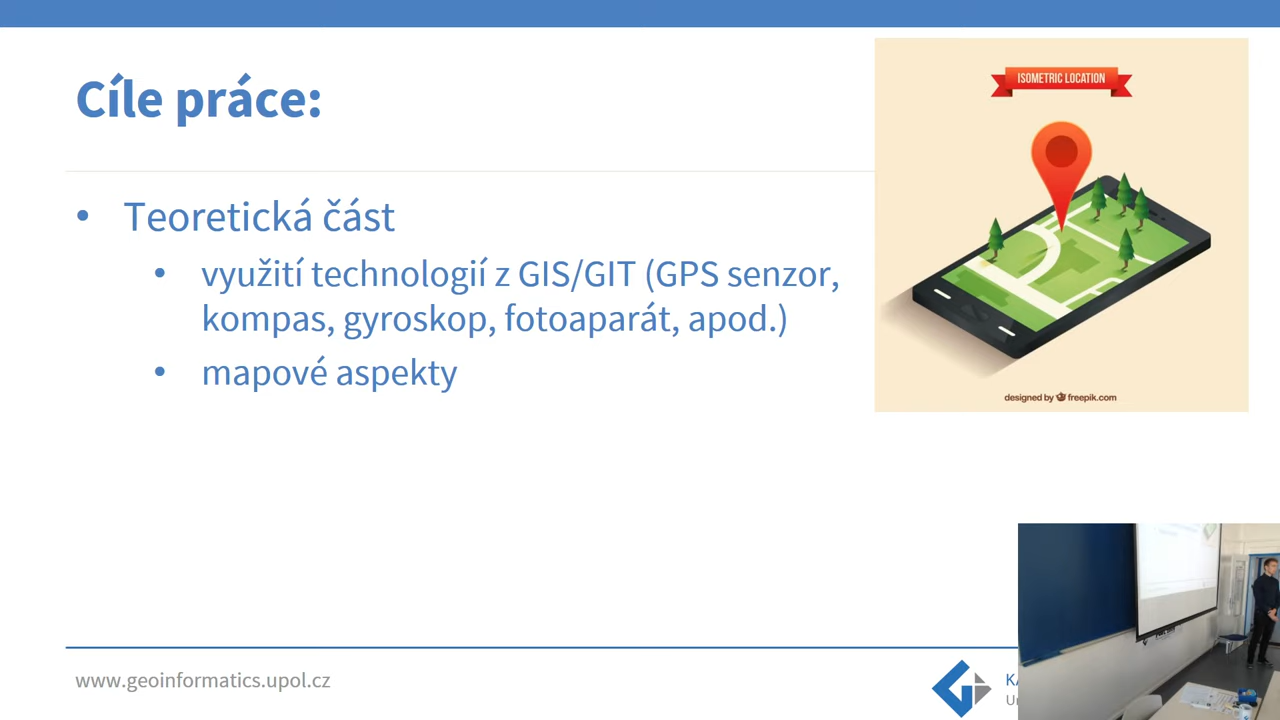 Cíle práce:
ISOMETRIC LOCATION
• Teoretická část
• využití technologií z GIS/GIT (GPS senzor,
kompas, gyroskop, fotoaparát, apod.)
• mapové aspekty
designed by freepik.com
www.geoinformatics.upol.cz